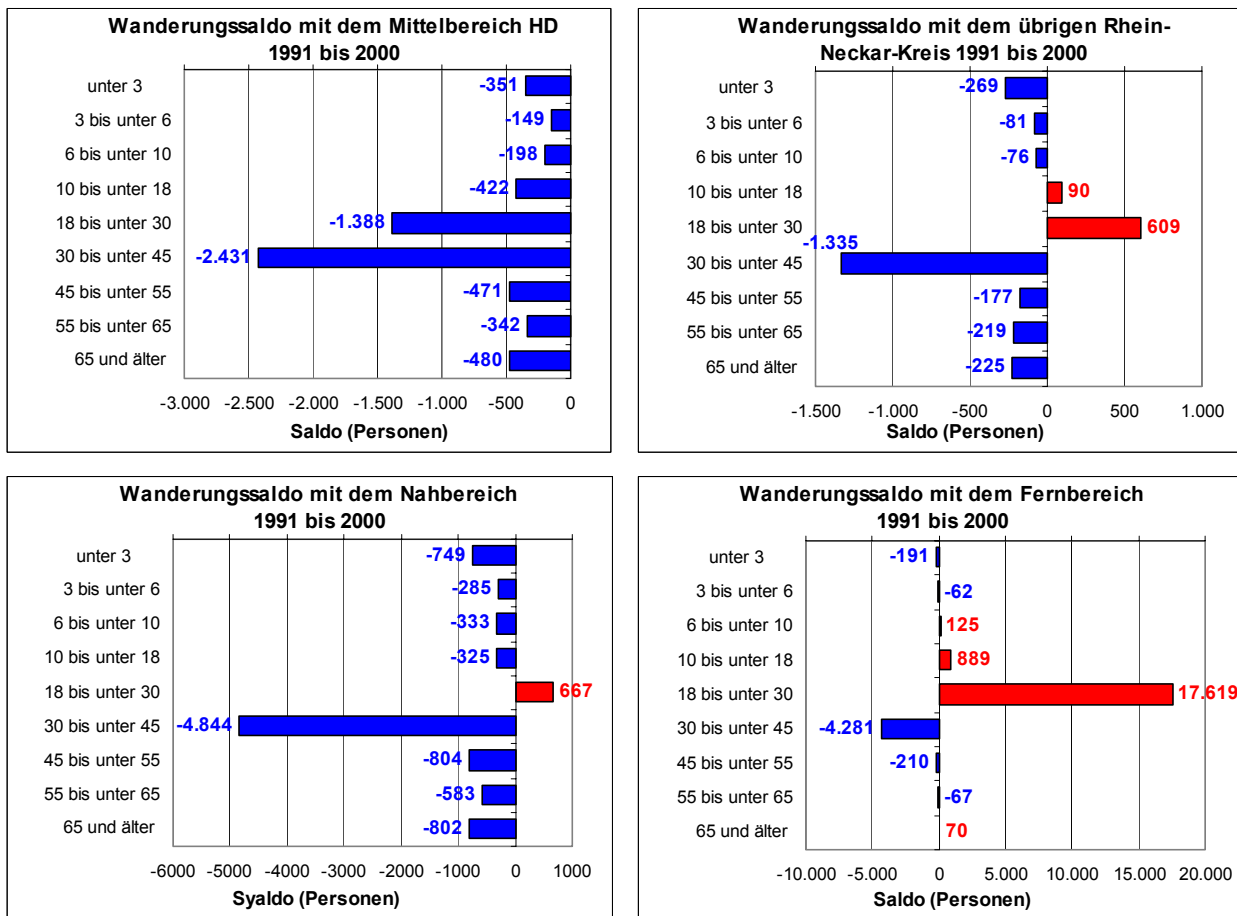 Wanderungssaldo mit dem Mittelbereich HD
1991 bis 2000
unter 3
-351
3 bis unter 6
-149
6 bis unter 10
-198
10 bis unter 18
-422
18 bis unter 30
-1.388
30 bis unter 45
-2.431
45 bis unter 55
-471
55 bis unter 65
-342
65 und älter
-480
-3.000 -2.500 -2.000 -1.500 -1.000 -500 0
Saldo (Personen)
Wanderungssaldo mit dem übrigen Rhein-
Neckar-Kreis 1991 bis 2000
unter 3
-269
3 bis unter 6
-81
6 bis unter 10
-76
10 bis unter 18
90
18 bis unter 30
609
-1.335
30 bis unter 45
45 bis unter 55
-177
55 bis unter 65
-219
65 und älter
-225
-1.500 -1.000 -500 0 500 1.000
Saldo (Personen)
Wanderungssaldo mit dem Nahbereich
1991 bis 2000
unter 3
-749
3 bis unter 6
-285
6 bis unter 10
-333
10 bis unter 18
-325
18 bis unter 30
667
30 bis unter 45
-4.844
45 bis unter 55
-804
55 bis unter 65
-583
65 und älter
-802
-6000 -5000 -4000 -3000 -2000 -1000 0 1000
Syaldo (Personen)
Wanderungssaldo mit dem Fernbereich
1991 bis 2000
unter 3
-191
3 bis unter 6
-62
6 bis unter 10
125
10 bis unter 18
889
18 bis unter 30
17.619
30 bis unter 45
-4.281
45 bis unter 55
-210
55 bis unter 65
-67
65 und älter
70
-10.000 -5.000 0 5.000 10.000 15.000 20.000
Saldo (Personen)